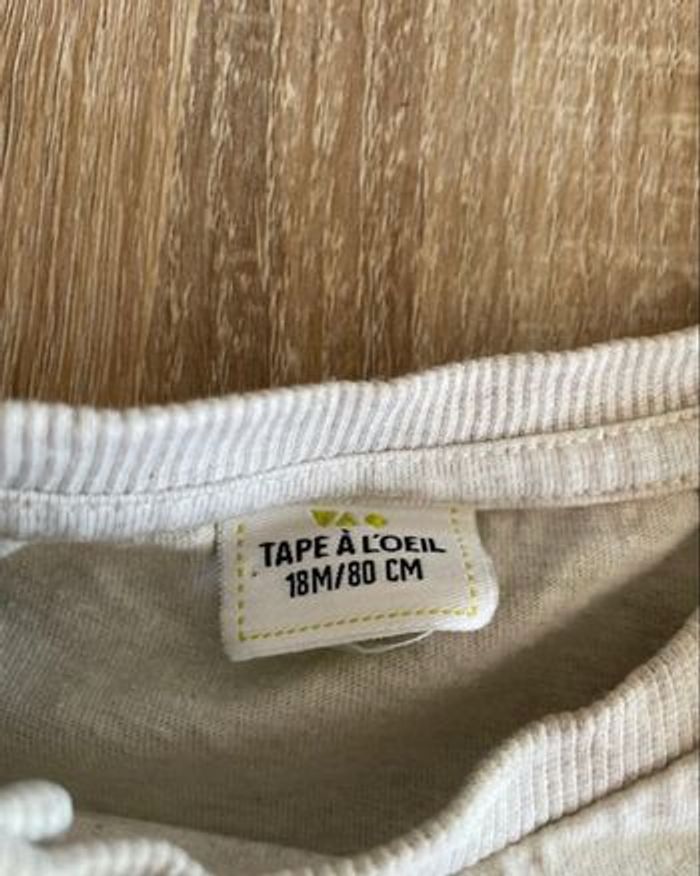 TAPE À L'OEIL
18M/80 CM